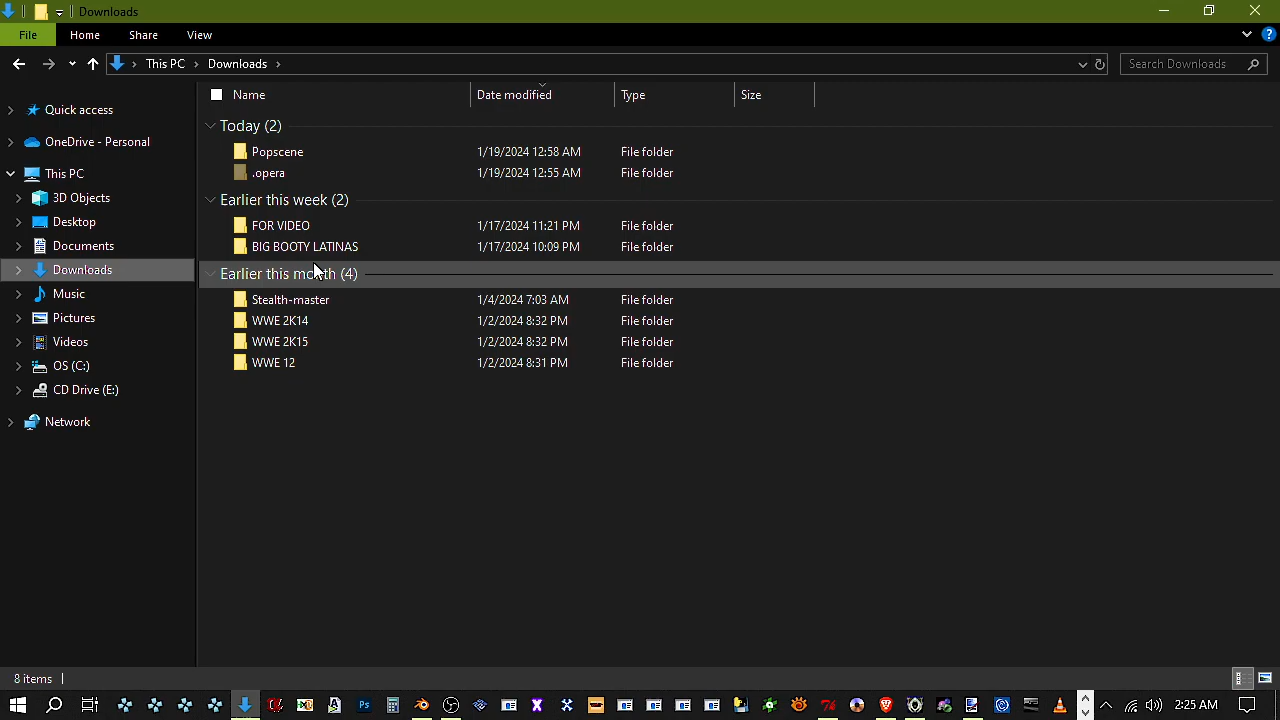 Downloads
File Home Share View
This PC Downloads Search Downloads
Name Date modified Type Size
Quick access
OneDrive - Personal
This PC
3D Objects
Desktop
Documents
Downloads
Music
Pictures
Videos
OS (C:)
CD Drive (E:)
Network
Today (2)
Popscene 1/19/2024 12:58 AM File folder
.opera 1/19/2024 12:55 AM File folder
Earlier this week (2)
FOR VIDEO 1/17/2024 11:21 PM File folder
BIG BOOTY LATINAS 1/17/2024 10:09 PM File folder
Earlier this month (4)
Stealth-master 1/4/2024 7:03 AM File folder
WWE 2K14 1/2/2024 8:32 PM File folder
WWE 2K15 1/2/2024 8:32 PM File folder
WWE 12 1/2/2024 8:31 PM File folder
8 items
Ps
2:25 AM